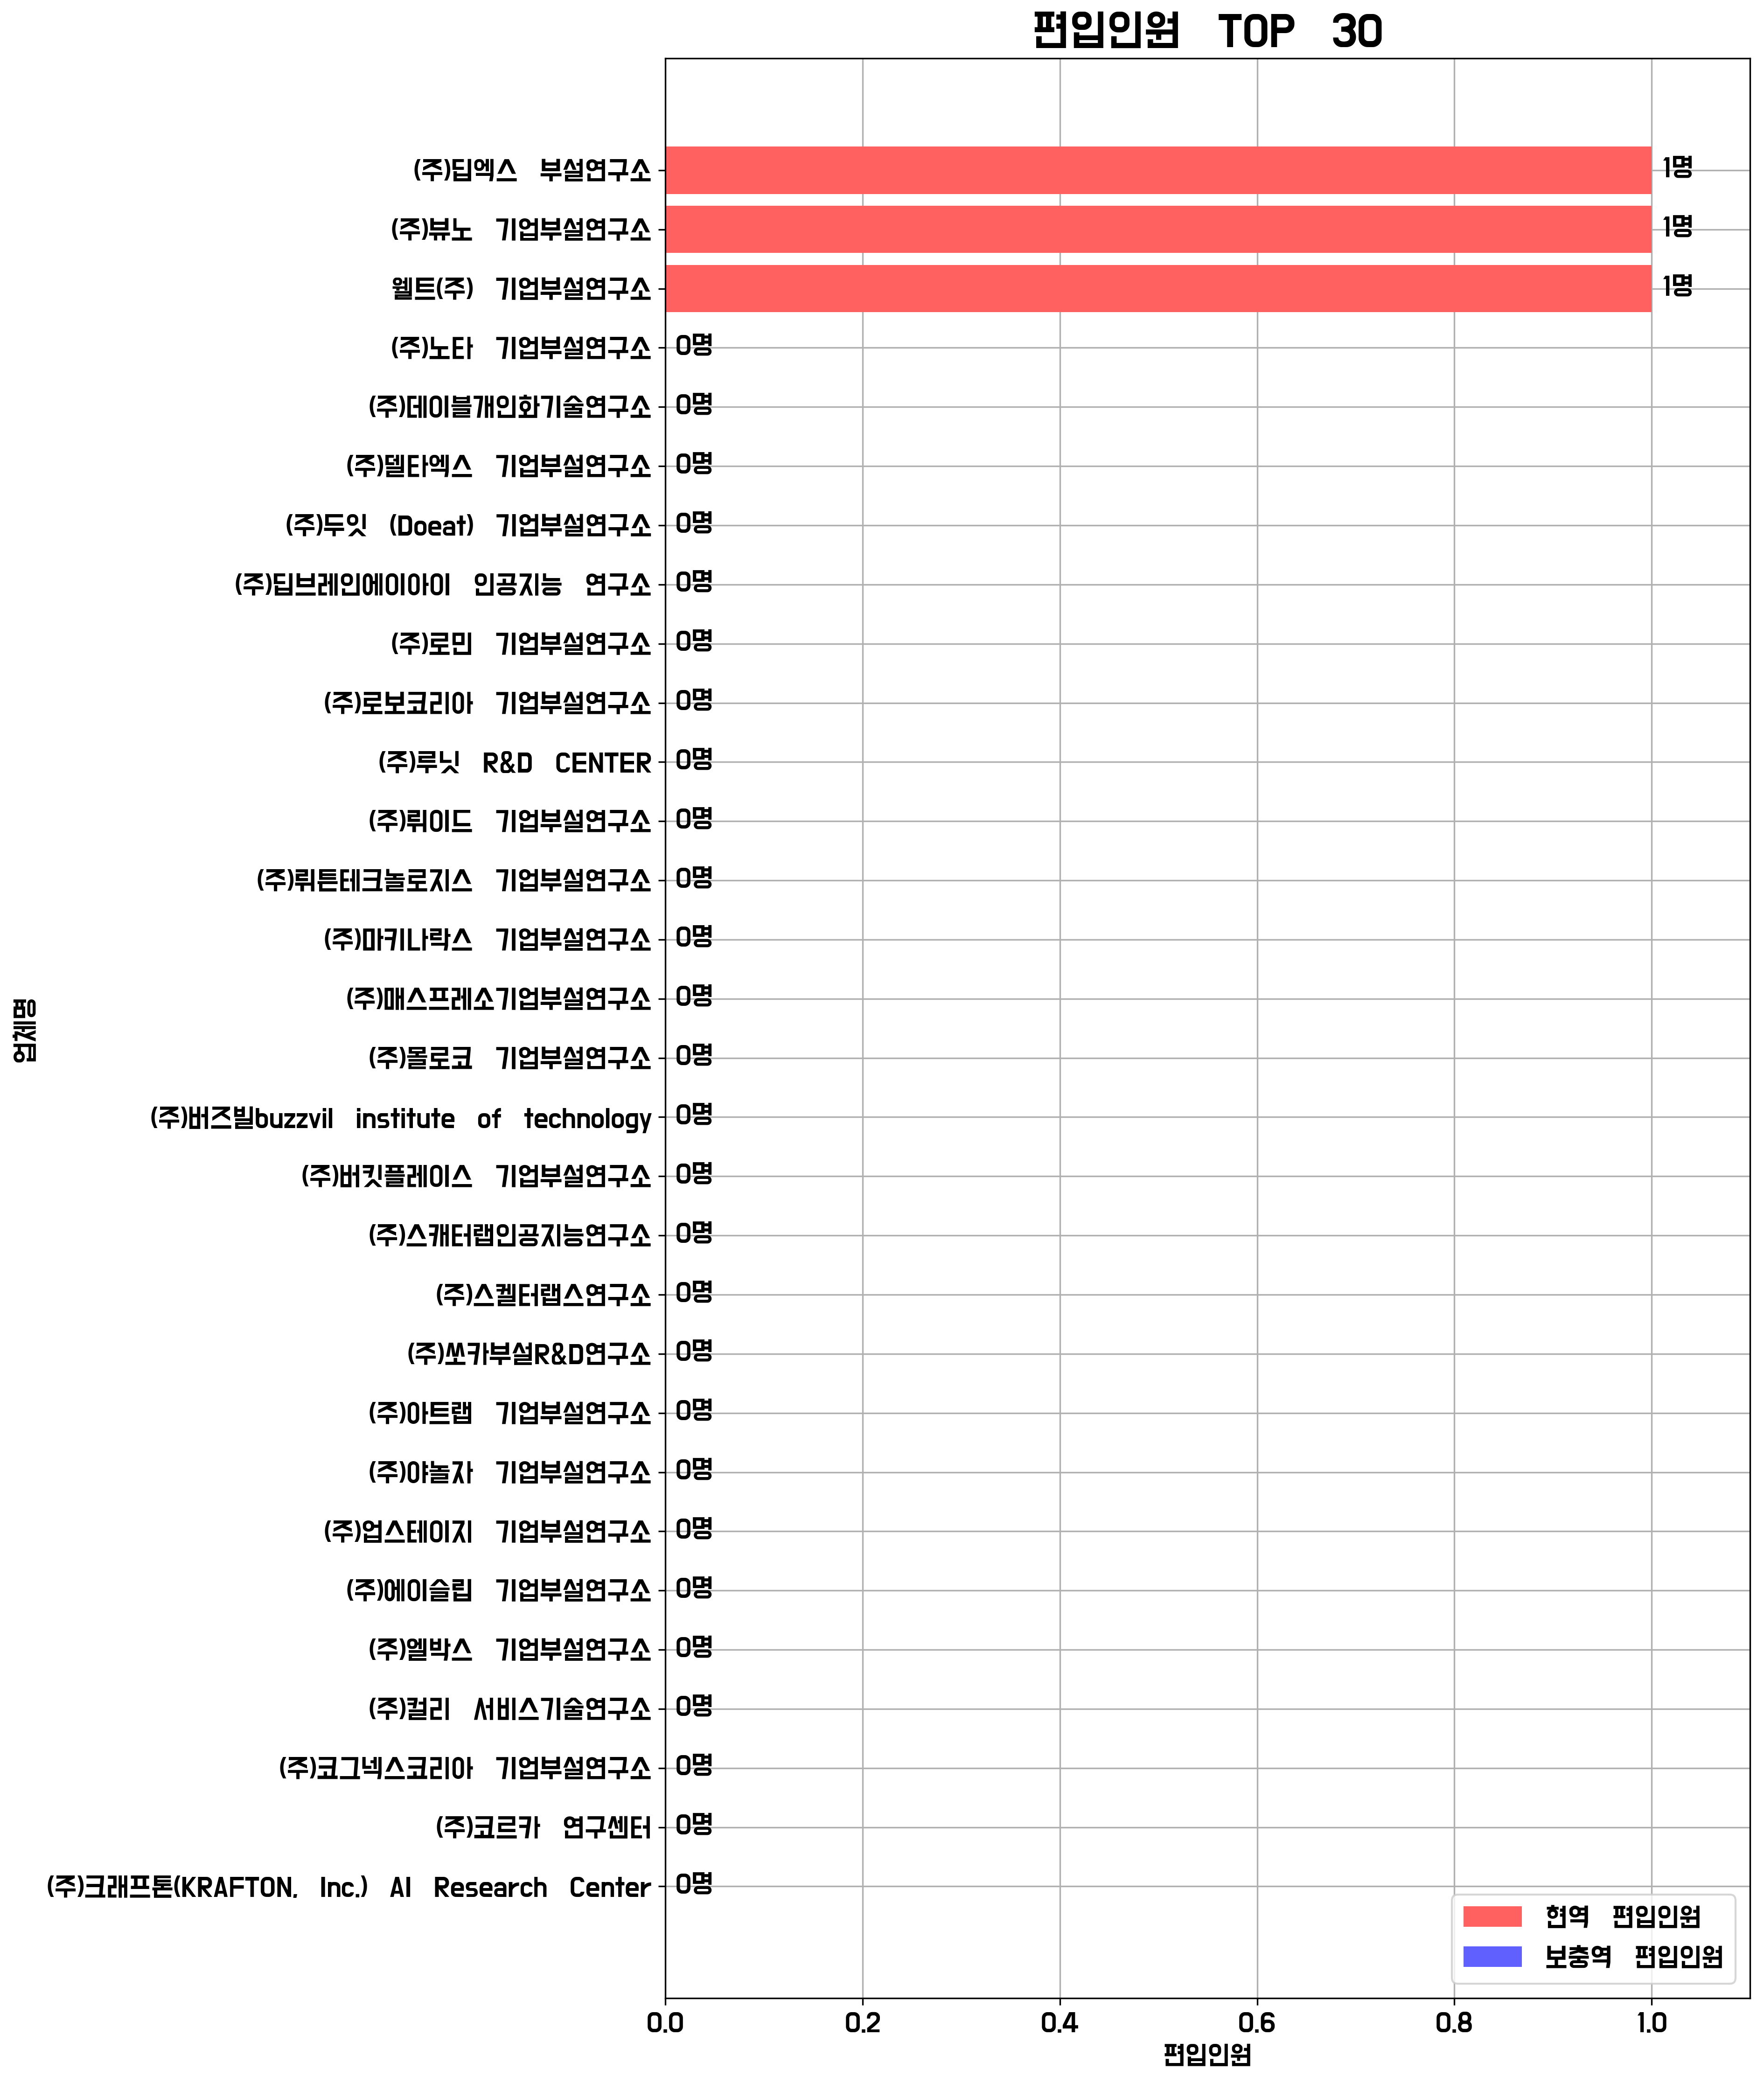 편입인원 TOP 30
(주)딥엑스 부설연구소 1명
(주)뷰노 기업부설연구소 1명
웰트(주) 기업부설연구소 1명
(주)노타 기업부설연구소 0명
(주)데이블개인화기술연구소 0명
(주)델타엑스 기업부설연구소 0명
(주)두잇 (Doeat) 기업부설연구소 0명
(주)딥브레인에이아이 인공지능 연구소 0명
(주)로민 기업부설연구소 0명
(주)로보코리아 기업부설연구소 0명
(주)루닛 R&D CENTER 0명
(주)뤼이드 기업부설연구소 0명
(주)뤼튼테크놀로지스 기업부설연구소 0명
(주)마키나락스 기업부설연구소 0명
(주)매스프레소기업부설연구소 0명
(주)몰로코 기업부설연구소 0명
(주)버즈빌buzzvil institute of technology 0명
(주)버킷플레이스 기업부설연구소 0명
(주)스캐터랩인공지능연구소 0명
(주)스켈터랩스연구소 0명
(주)쏘카부설R&D연구소 0명
(주)아트랩 기업부설연구소 0명
(주)야놀자 기업부설연구소 0명
(주)업스테이지 기업부설연구소 0명
(주)에이슬립 기업부설연구소 0명
(주)엘박스 기업부설연구소 0명
(주)컬리 서비스기술연구소 0명
(주)코그넥스코리아 기업부설연구소 0명
(주)코르카 연구센터 0명
(주)크래프톤(KRAFTON, Inc.) AI Research Center 0명
업체명
현역 편입인원
보충역 편입인원
0.0 0.2 0.4 0.6 0.8 1.0
편입인원